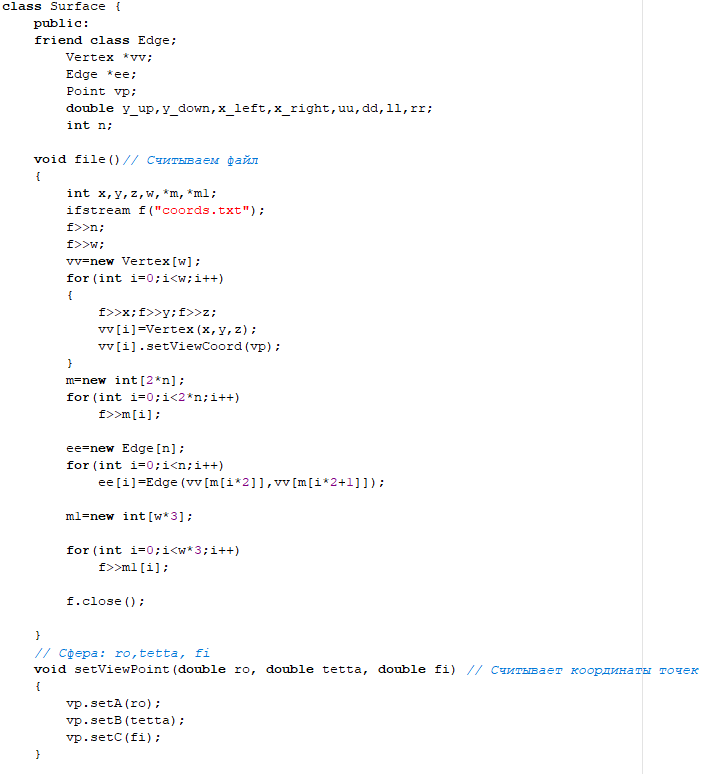 class Surface {
    public:
    friend class Edge;
        Vertex *vv;
        Edge *ee;
        Point vp;
        double y_up,y_down,x_left,x_right,uu,dd,ll,rr;
        int n;

    void file()// Считываем файл
    {
        int x,y,z,w,*m,*m1;
        ifstream f("coords.txt");
        f>>n;
        f>>w;
        vv=new Vertex[w];
        for(int i=0;i<w;i++)
        {
            f>>x;f>>y;f>>z;
            vv[i]=Vertex(x,y,z);
            vv[i].setViewCoord(vp);
        }
        m=new int[2*n];
        for(int i=0;i<2*n;i++)
            f>>m[i];

        ee=new Edge[n];
        for(int i=0;i<n;i++)
            ee[i]=Edge(vv[m[i*2]],vv[m[i*2+1]]);

        m1=new int[w*3];

        for(int i=0;i<w*3;i++)
            f>>m1[i];

        f.close();

    }
    // Сфера: ro,tetta, fi
    void setViewPoint(double ro, double tetta, double fi) // Считывает координаты точек
    {
        vp.setA(ro);
        vp.setB(tetta);
        vp.setC(fi);
    }